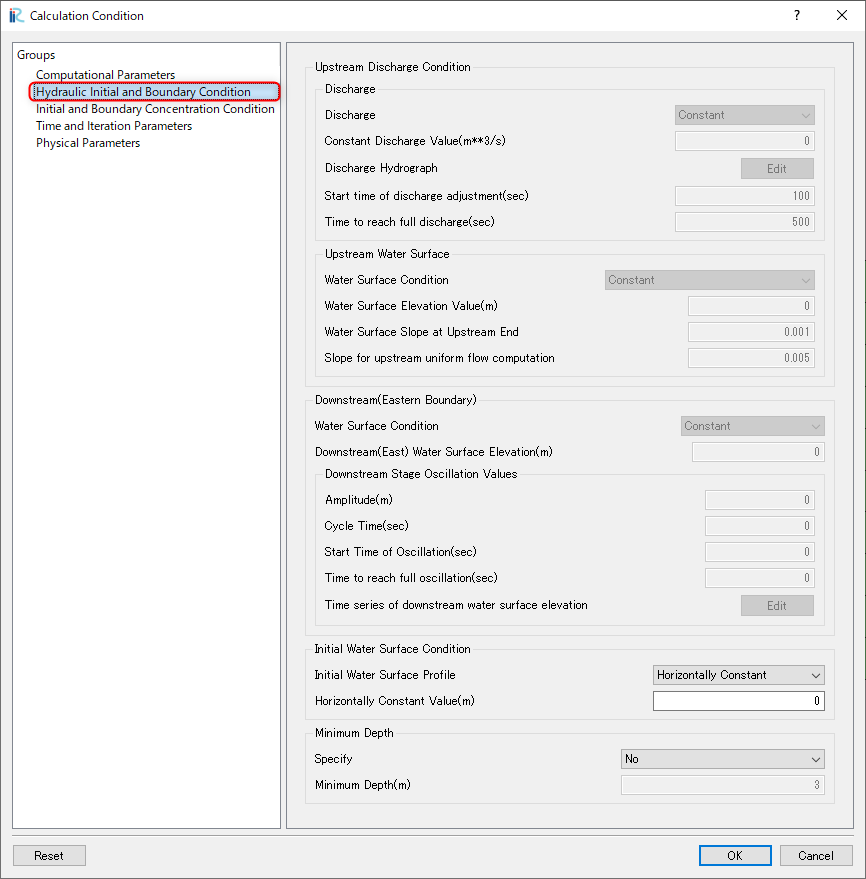 Calculation Condition
?
Groups
Computational Parameters
Hydraulic Initial and Boundary Condition
Initial and Boundary Concentration Condition
Time and Iteration Parameters
Physical Parameters
Upstream Discharge Condition
Discharge
Discharge Constant
Constant Discharge Value(m**3/s) 0
Discharge Hydrograph Edit
Start time of discharge adjustment(sec) 100
Time to reach full discharge(sec) 500
Upstream Water Surface
Water Surface Condition Constant
Water Surface Elevation Value(m) 0
Water Surface Slope at Upstream End 0.001
Slope for upstream uniform flow computation 0.005
Downstream(Eastern Boundary)
Water Surface Condition Constant
Downstream(East) Water Surface Elevation(m) 0
Downstream Stage Oscillation Values
Amplitude(m) 0
Cycle Time(sec) 0
Start Time of Oscillation(sec) 0
Time to reach full oscillation(sec) 0
Time series of downstream water surface elevation Edit
Initial Water Surface Condition
Initial Water Surface Profile Horizontally Constant
Horizontally Constant Value(m) 0
Minimum Depth
Specify No
Minimum Depth(m) 3
Reset OK Cancel